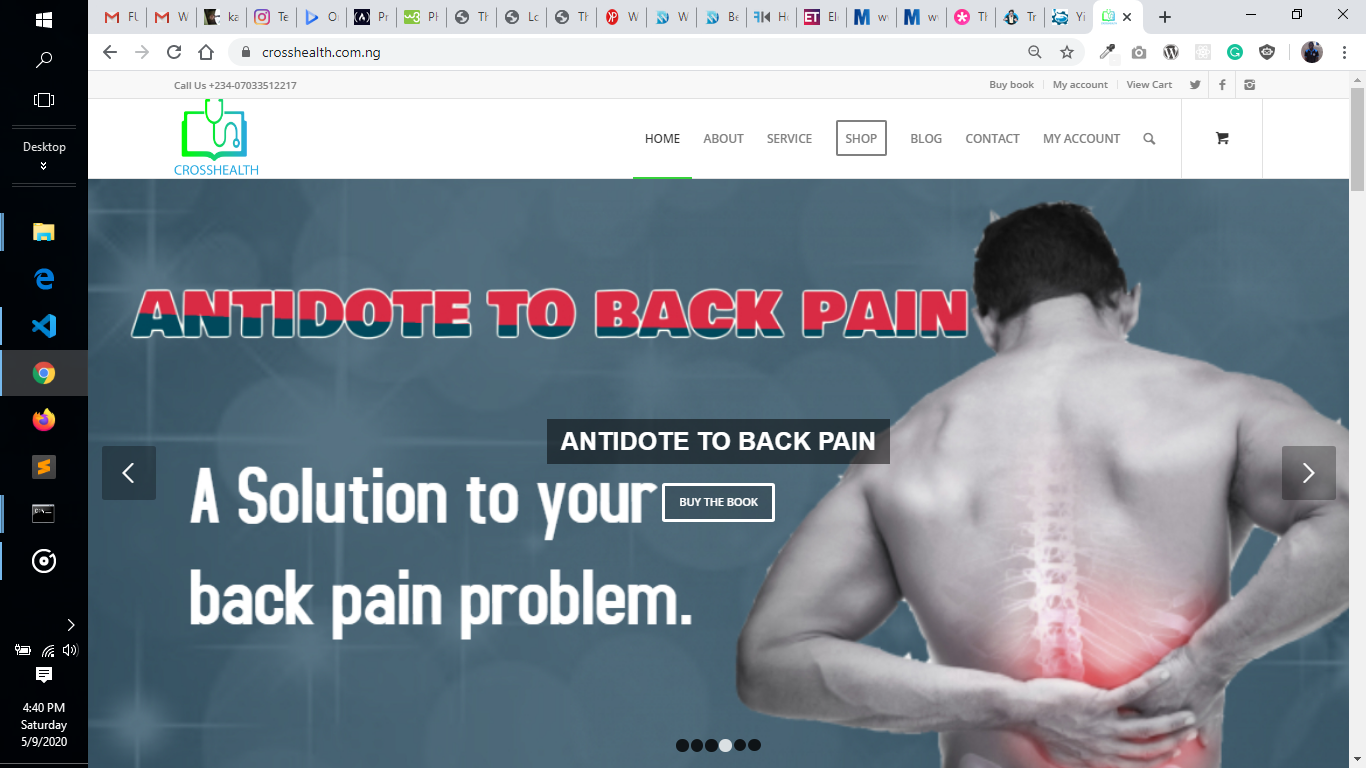 FU
W
ka
Te
O
Pr
Ph
Th
Lo
Th
W
W
Be
H
El
w
w
Th
Tr
Yi
crosshealth.com.ng
Call Us +234-07033512217
Buy book
My account
View Cart
CROSSHEALTH
HOME
ABOUT
SERVICE
SHOP
BLOG
CONTACT
MY ACCOUNT
Desktop
ANTIDOTE TO BACK PAIN
ANTIDOTE TO BACK PAIN
A Solution to your
BUY THE BOOK
back pain problem.
4:40 PM
Saturday
5/9/2020